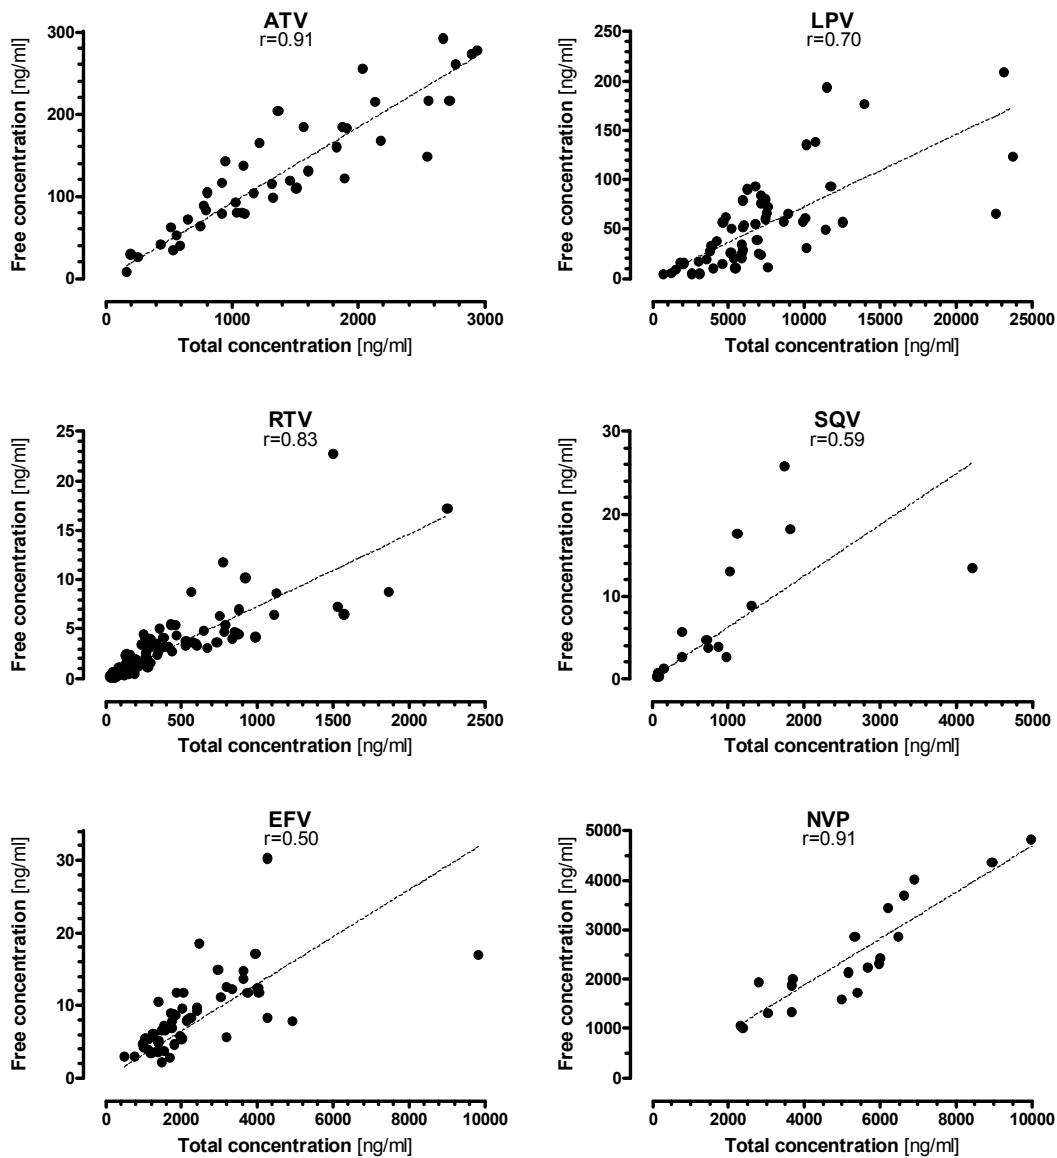 ATV
r=0.91
Free concentration [ng/ml]
300
200
100
0
0 1000 2000 3000
Total concentration [ng/ml]
LPV
r=0.70
Free concentration [ng/ml]
250
200
150
100
50
0
0 5000 10000 15000 20000 25000
Total concentration [ng/ml]
RTV
r=0.83
Free concentration [ng/ml]
25
20
15
10
5
0
0 500 1000 1500 2000 2500
Total concentration [ng/ml]
SQV
r=0.59
Free concentration [ng/ml]
30
20
10
0
0 1000 2000 3000 4000 5000
Total concentration [ng/ml]
EFV
r=0.50
Free concentration [ng/ml]
30
20
10
0
0 2000 4000 6000 8000 10000
Total concentration [ng/ml]
NVP
r=0.91
Free concentration [ng/ml]
5000
4000
3000
2000
1000
0
0 2000 4000 6000 8000 10000
Total concentration [ng/ml]